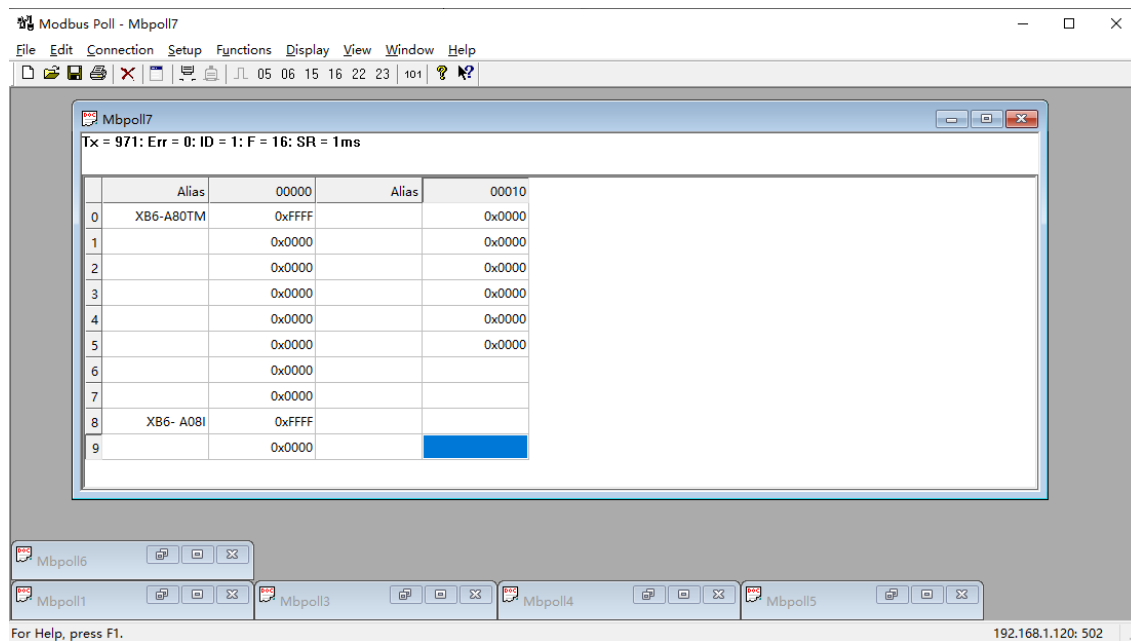 Modbus Poll - Mbpoll7
File Edit Connection Setup Functions Display View Window Help
05 06 15 16 22 23 101
Mbpoll7
Tx = 971: Err = 0: ID = 1: F = 16: SR = 1ms
Alias 00000 Alias 00010
0 XB6-A80TM 0xFFFF 0x0000
1 0x0000 0x0000
2 0x0000 0x0000
3 0x0000 0x0000
4 0x0000 0x0000
5 0x0000 0x0000
6 0x0000
7 0x0000
8 XB6- A08I 0xFFFF
9 0x0000
Mbpoll6
Mbpoll1 Mbpoll3 Mbpoll4 Mbpoll5
For Help, press F1. 192.168.1.120: 502